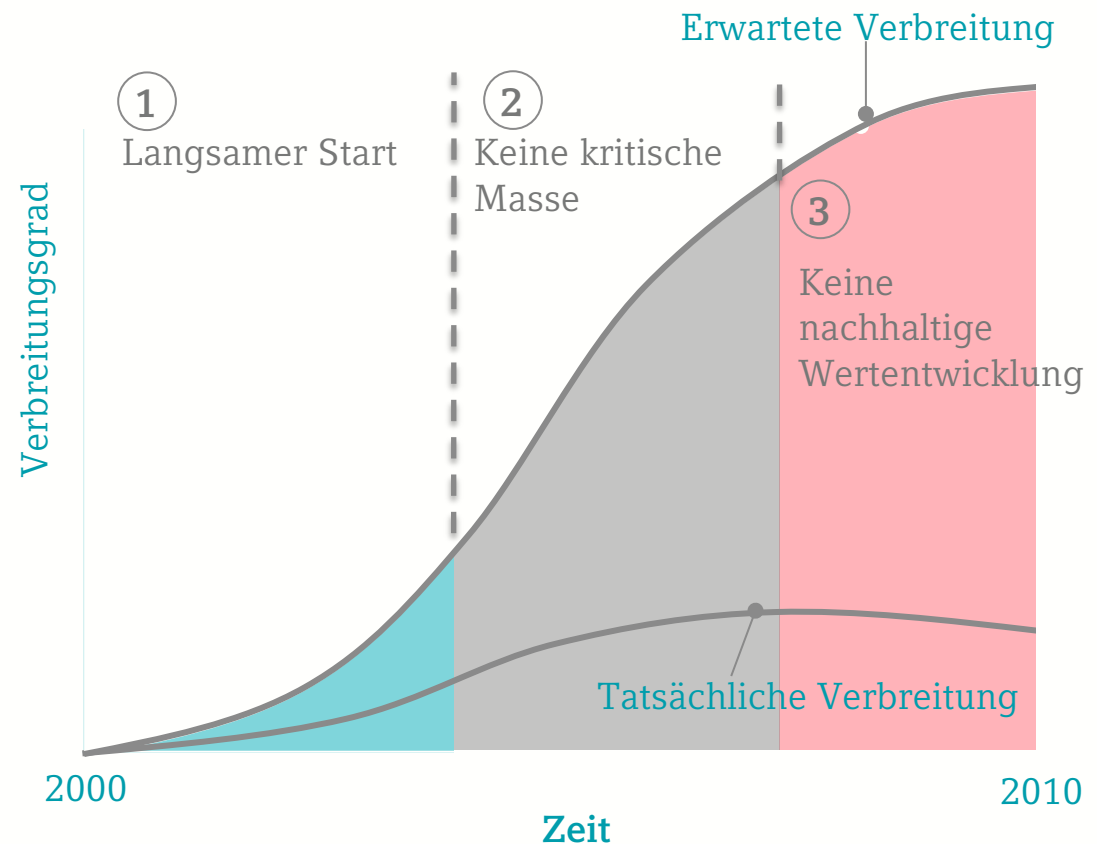 Erwartete Verbreitung
1
Langsamer Start
2
Keine kritische
Masse
3
Keine
nachhaltige
Wertentwicklung
Verbreitungsgrad
Tatsächliche Verbreitung
2000
2010
Zeit